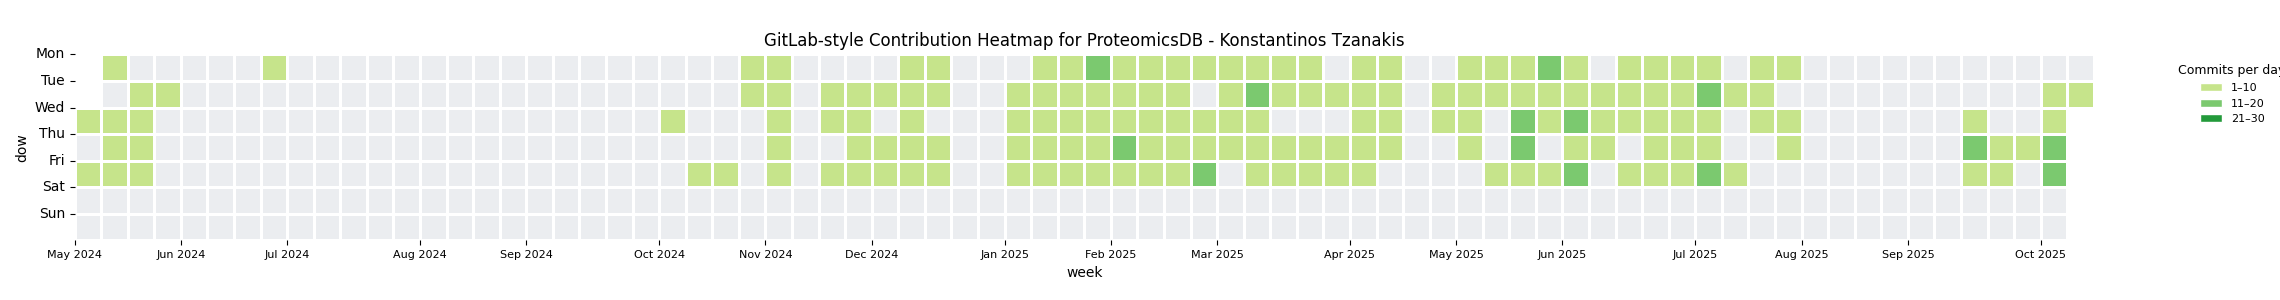 GitLab-style Contribution Heatmap for ProteomicsDB - Konstantinos Tzanakis
Mon
Tue
Wed
Thu
Fri
Sat
Sun
dow
May 2024 Jun 2024 Jul 2024 Aug 2024 Sep 2024 Oct 2024 Nov 2024 Dec 2024 Jan 2025 Feb 2025 Mar 2025 Apr 2025 May 2025 Jun 2025 Jul 2025 Aug 2025 Sep 2025 Oct 2025
week
Commits per day
1–10
11–20
21–30